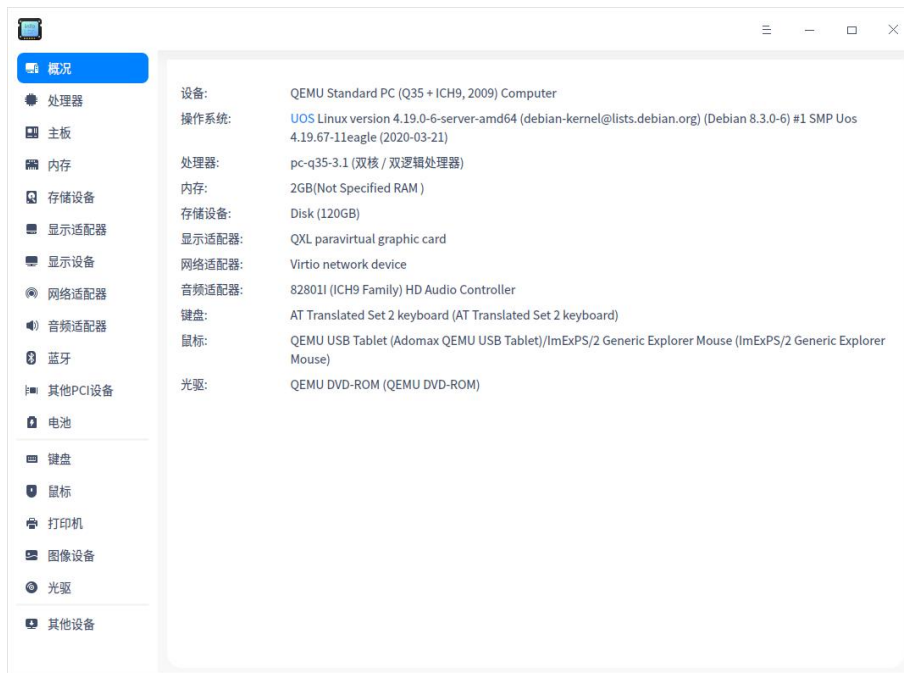 概况
处理器
主板
内存
存储设备
显示适配器
显示设备
网络适配器
音频适配器
蓝牙
其他PCI设备
电池
键盘
鼠标
打印机
图像设备
光驱
其他设备
设备: QEMU Standard PC (Q35 + ICH9, 2009) Computer
操作系统: UOS Linux version 4.19.0-6-server-amd64 (debian-kernel@lists.debian.org) (Debian 8.3.0-6) #1 SMP Uos
4.19.67-11eagle (2020-03-21)
处理器: pc-q35-3.1 (双核 / 双逻辑处理器)
内存: 2GB(Not Specified RAM )
存储设备: Disk (120GB)
显示适配器: QXL paravirtual graphic card
网络适配器: Virtio network device
音频适配器: 82801I (ICH9 Family) HD Audio Controller
键盘: AT Translated Set 2 keyboard (AT Translated Set 2 keyboard)
鼠标: QEMU USB Tablet (Adomax QEMU USB Tablet)/ImExPS/2 Generic Explorer Mouse (ImExPS/2 Generic Explorer
Mouse)
光驱: QEMU DVD-ROM (QEMU DVD-ROM)